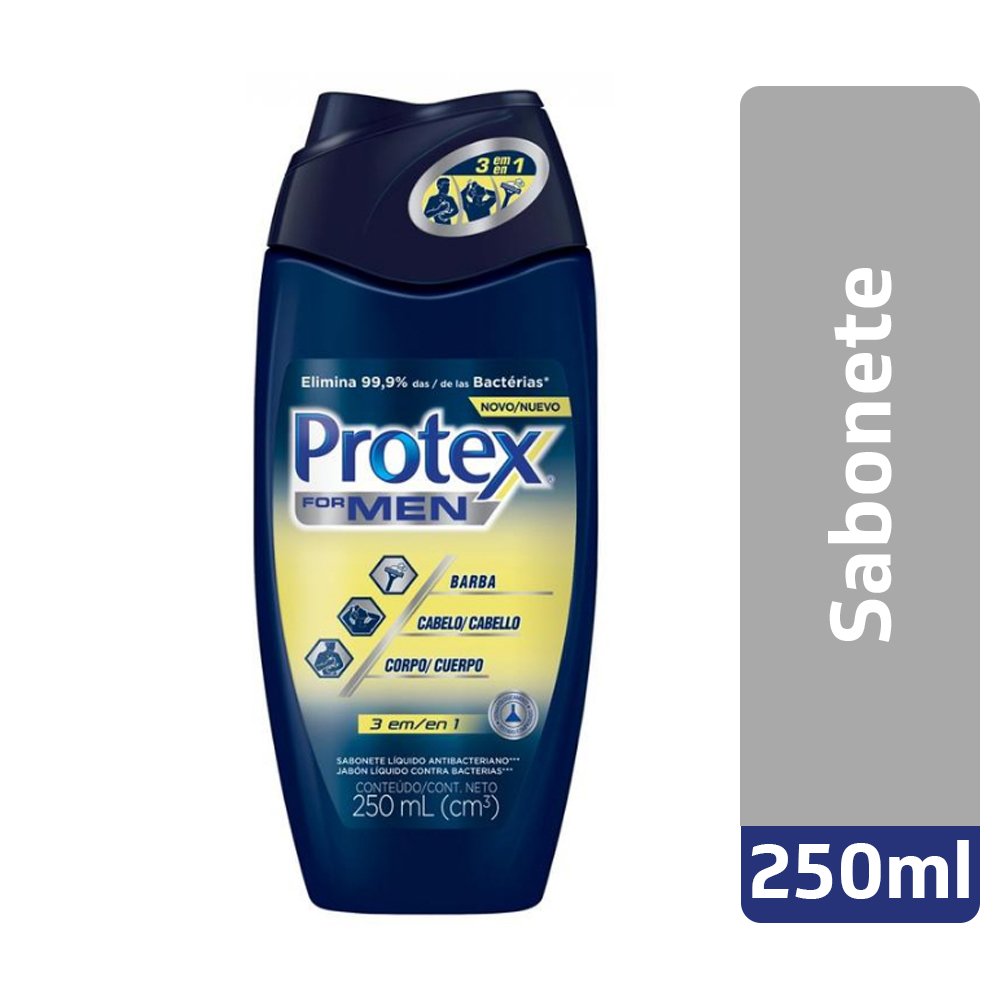 3 em/en 1
Elimina 99,9% das / de las Bactérias*
NOVO/NUEVO
Protex®
FOR MEN
BARBA
CABELO/CABELLO
CORPO/CUERPO
3 em/en 1
SABONETE LÍQUIDO ANTIBACTERIANO***
JABÓN LÍQUIDO CONTRA BACTERIAS***
CONTEÚDO/CONT. NETO
250 mL (cm³)
Sabonete
250ml